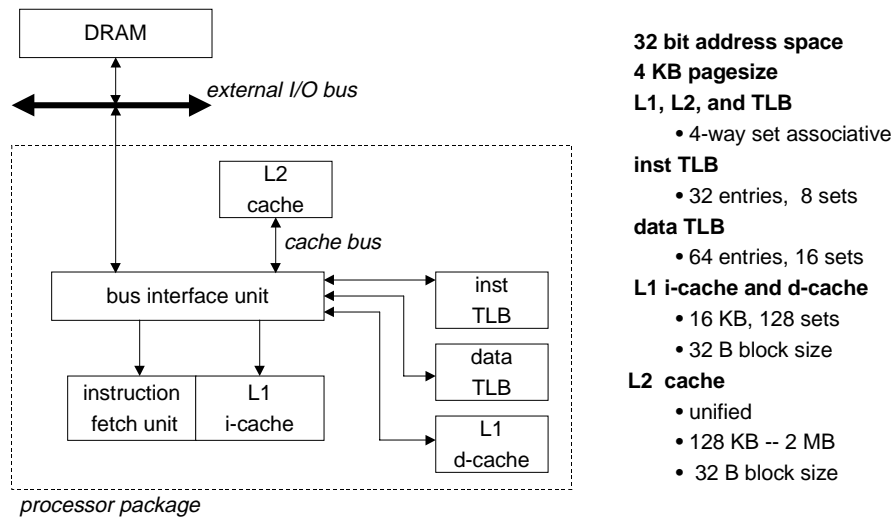 DRAM
external I/O bus
L2
cache
cache bus
bus interface unit
inst
TLB
data
TLB
instruction
fetch unit
L1
i-cache
L1
d-cache
processor package
32 bit address space
4 KB pagesize
L1, L2, and TLB
• 4-way set associative
inst TLB
• 32 entries, 8 sets
data TLB
• 64 entries, 16 sets
L1 i-cache and d-cache
• 16 KB, 128 sets
• 32 B block size
L2 cache
• unified
• 128 KB -- 2 MB
• 32 B block size